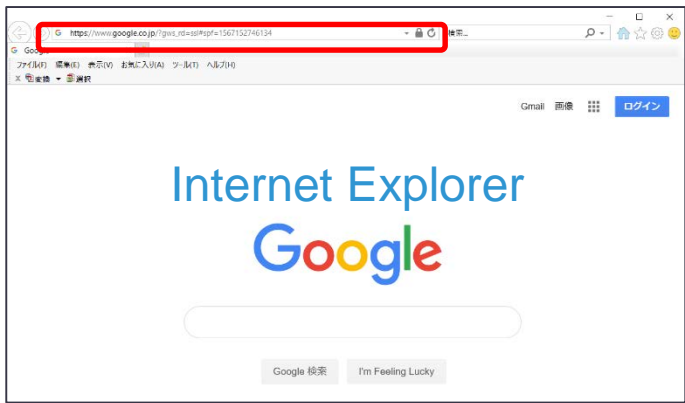 https://www.google.co.jp/?gws_rd=ssl#spf=1567152746134
検索...
Google
ファイル(F) 編集(E) 表示(V) お気に入り(A) ツール(T) ヘルプ(H)
x 変換 ▼ 選択
Gmail 画像 ログイン
Internet Explorer
Google
Google 検索 I'm Feeling Lucky